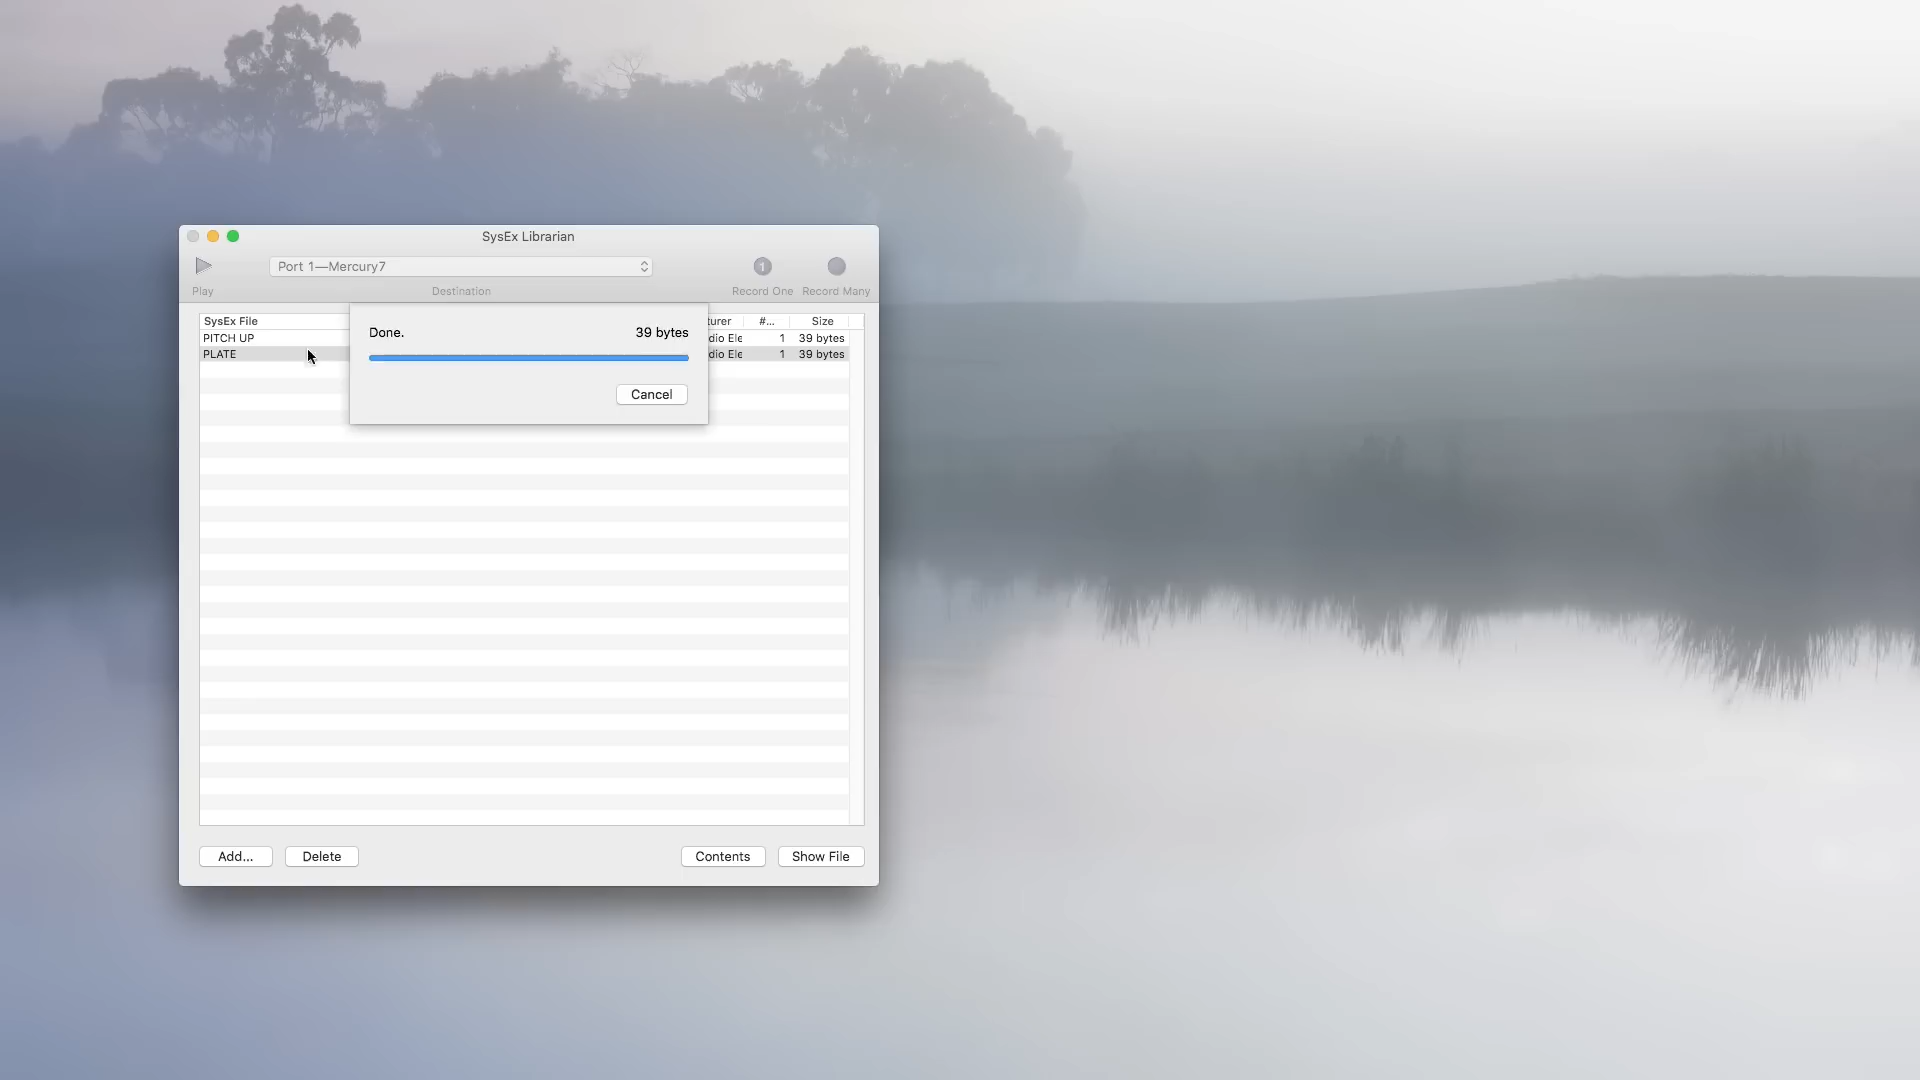 SysEx Librarian
Port 1—Mercury7
Play
Destination
1
Record One
Record Many
SysEx File
turer
#...
Size
PITCH UP
dio Ele
1
39 bytes
PLATE
dio Ele
1
39 bytes
Done.
39 bytes
Cancel
Add...
Delete
Contents
Show File